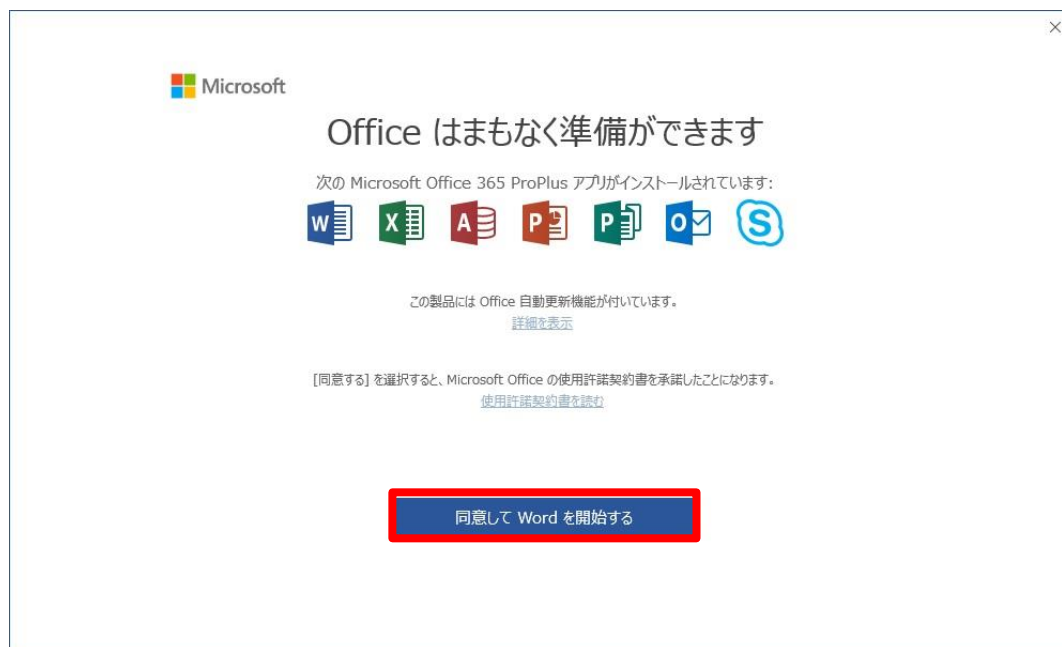 Microsoft
Office はまもなく準備ができます
次の Microsoft Office 365 ProPlus アプリがインストールされています:
W X A P P O S
この製品には Office 自動更新機能が付いています。
詳細を表示
[同意する] を選択すると、Microsoft Office の使用許諾契約書を承諾したことになります。
使用許諾契約書を読む
同意して Word を開始する